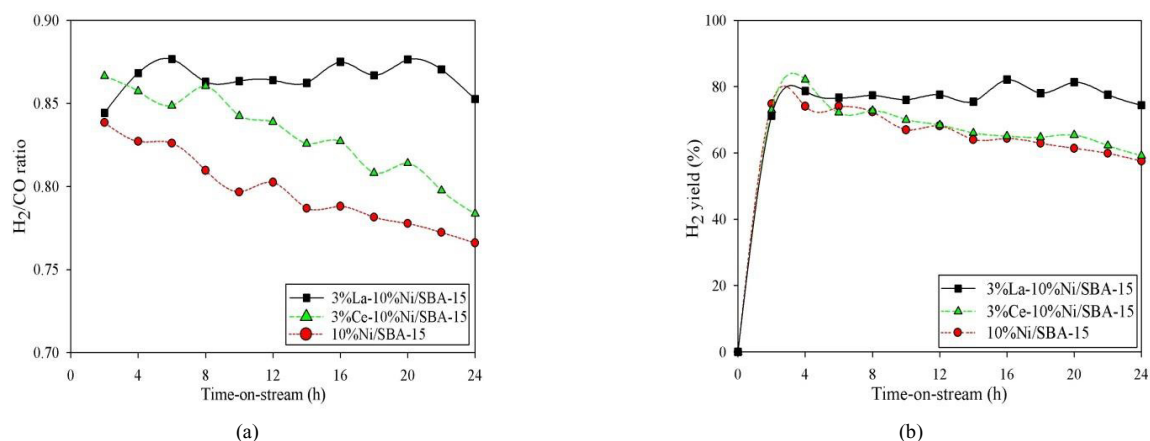 0.90
0.85
0.80
0.75
0.70
H2/CO ratio
3%La-10%Ni/SBA-15
3%Ce-10%Ni/SBA-15
10%Ni/SBA-15
0 4 8 12 16 20 24
Time-on-stream (h)
(a)
100
80
60
40
20
0
H2 yield (%)
3%La-10%Ni/SBA-15
3%Ce-10%Ni/SBA-15
10%Ni/SBA-15
0 4 8 12 16 20 24
Time-on-stream (h)
(b)